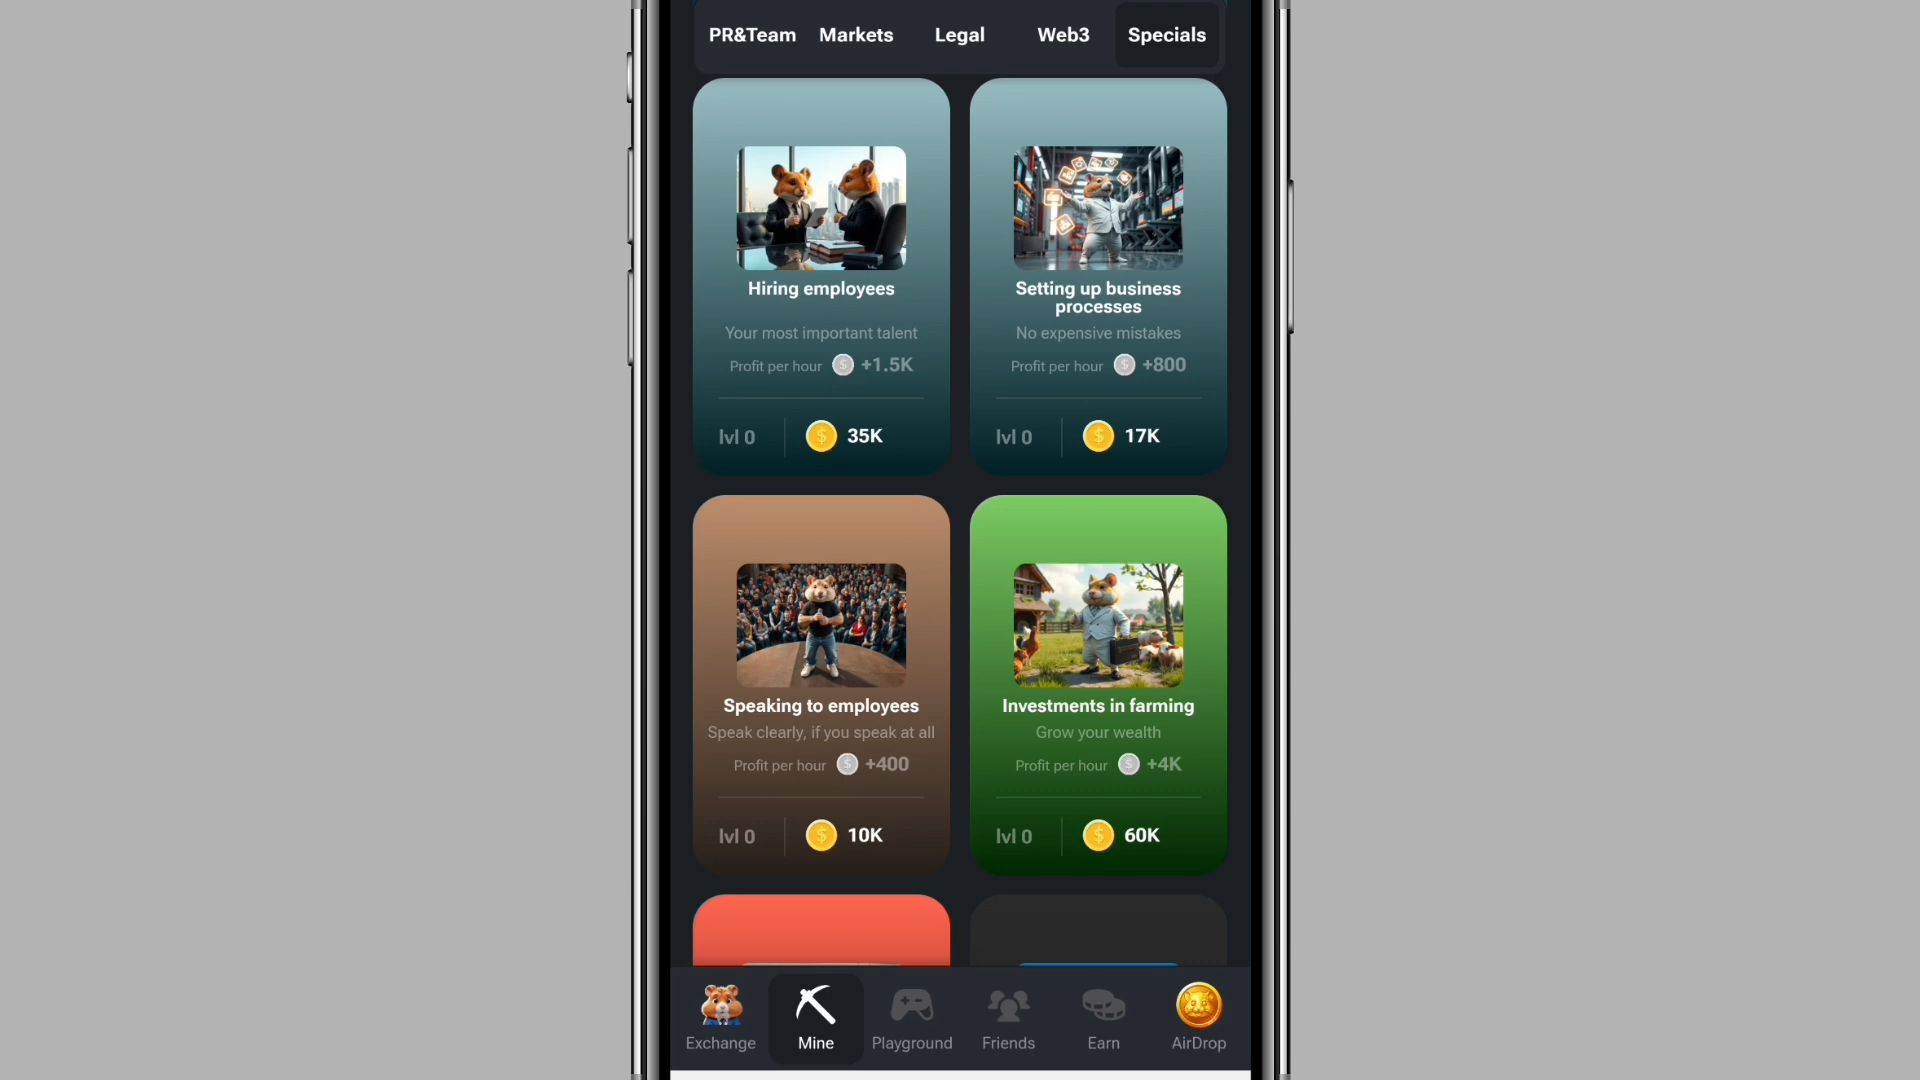 PR&Team Markets Legal Web3 Specials
Hiring employees
Your most important talent
Profit per hour +1.5K
lvl 0 35K
Setting up business
processes
No expensive mistakes
Profit per hour +800
lvl 0 17K
Speaking to employees
Speak clearly, if you speak at all
Profit per hour +400
lvl 0 10K
Investments in farming
Grow your wealth
Profit per hour +4K
lvl 0 60K
Exchange Mine Playground Friends Earn AirDrop